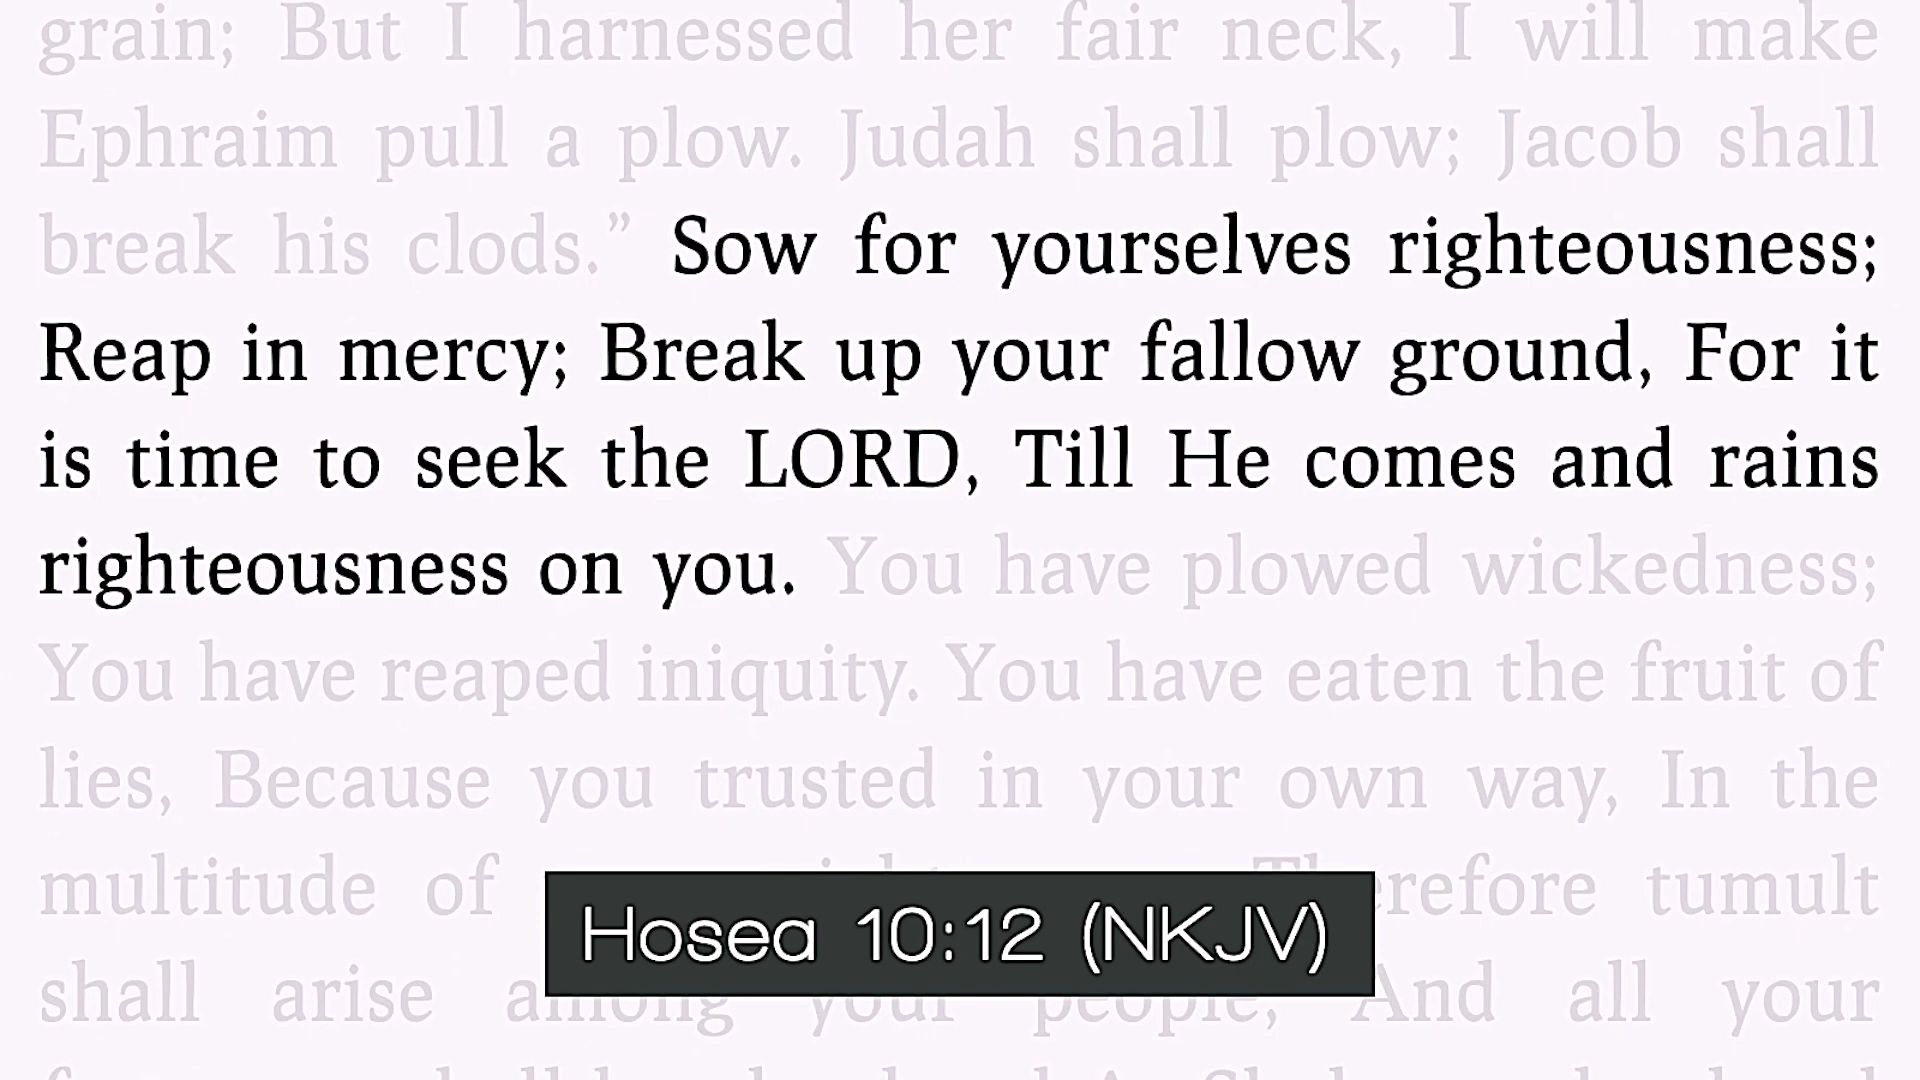 grain; But I harnessed her fair neck, I will make
Ephraim pull a plow. Judah shall plow; Jacob shall
break his clods.” Sow for yourselves righteousness;
Reap in mercy; Break up your fallow ground, For it
is time to seek the LORD, Till He comes and rains
righteousness on you. You have plowed wickedness;
You have reaped iniquity. You have eaten the fruit of
lies, Because you trusted in your own way, In the
multitude of
tumult
Hosea 10:12 (NKJV)
shall arise among your people, And all your